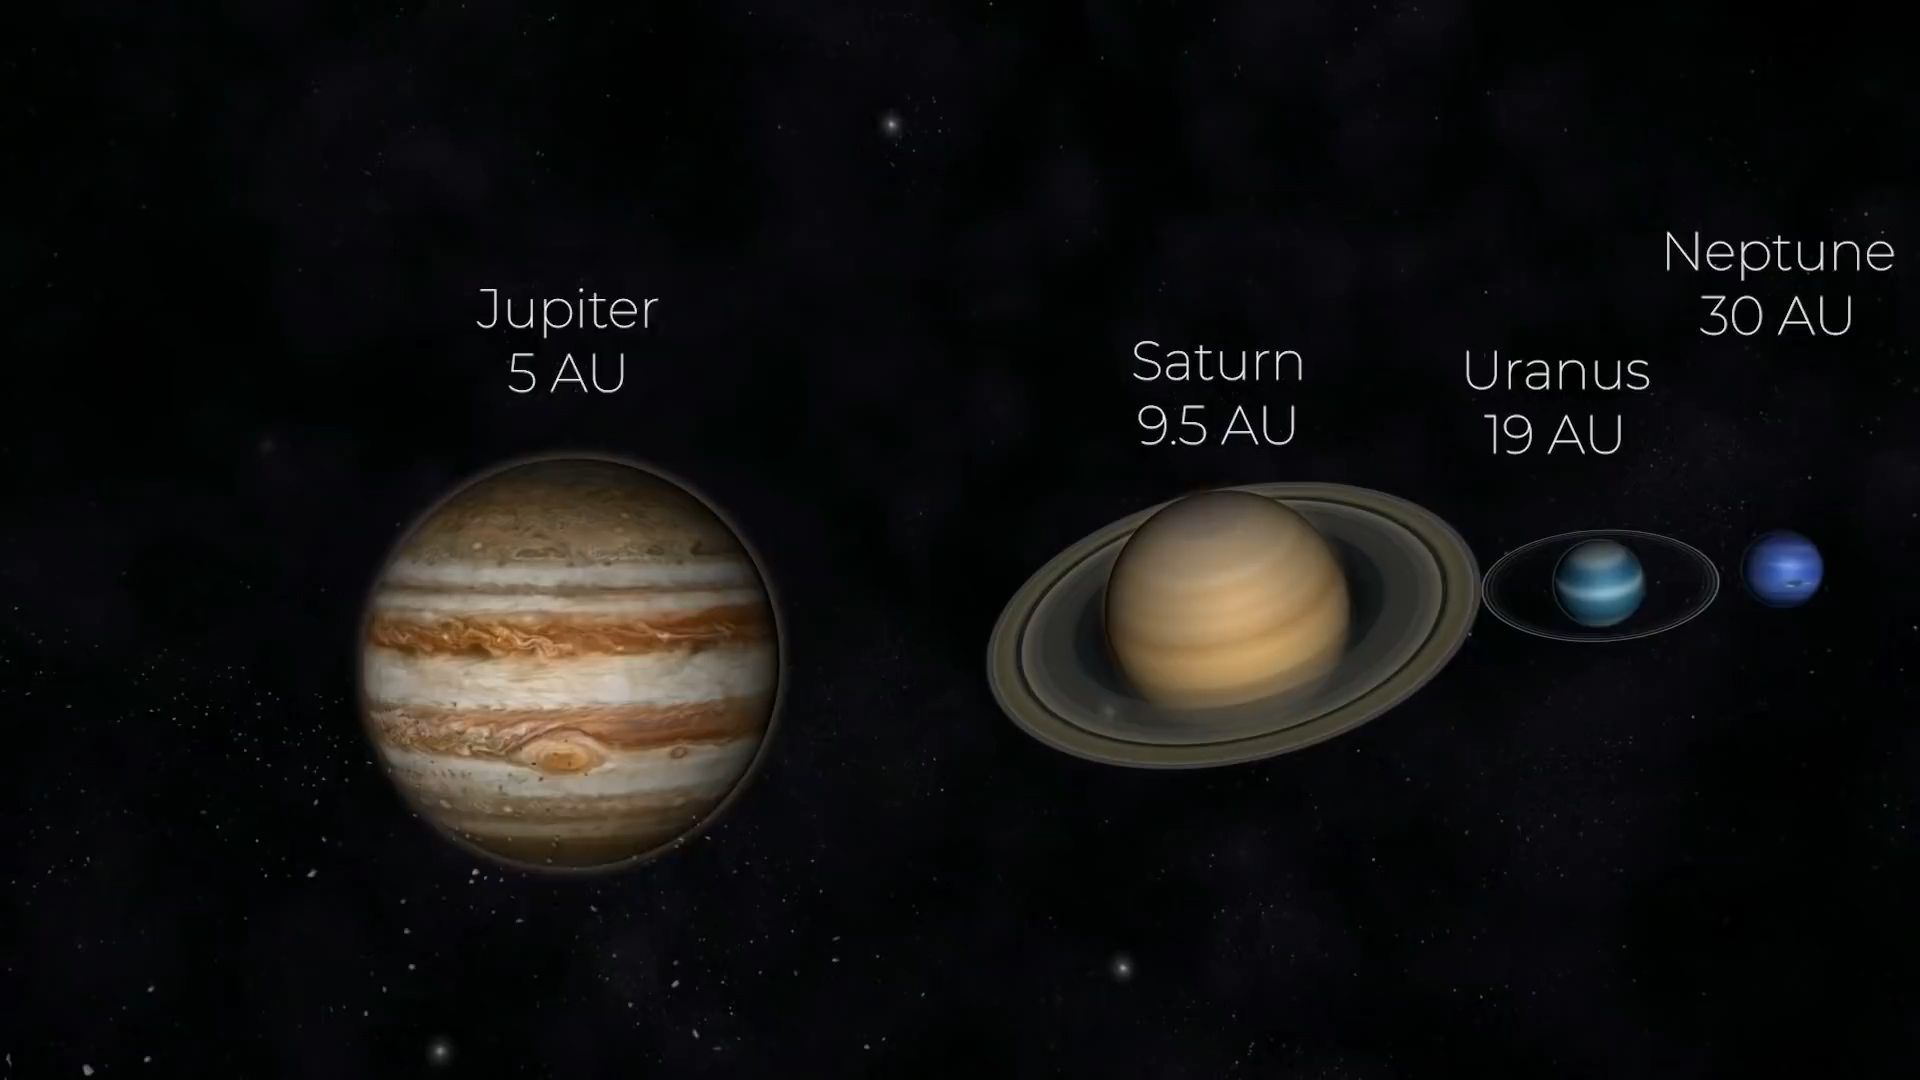 Jupiter
5 AU
Saturn
9.5 AU
Uranus
19 AU
Neptune
30 AU